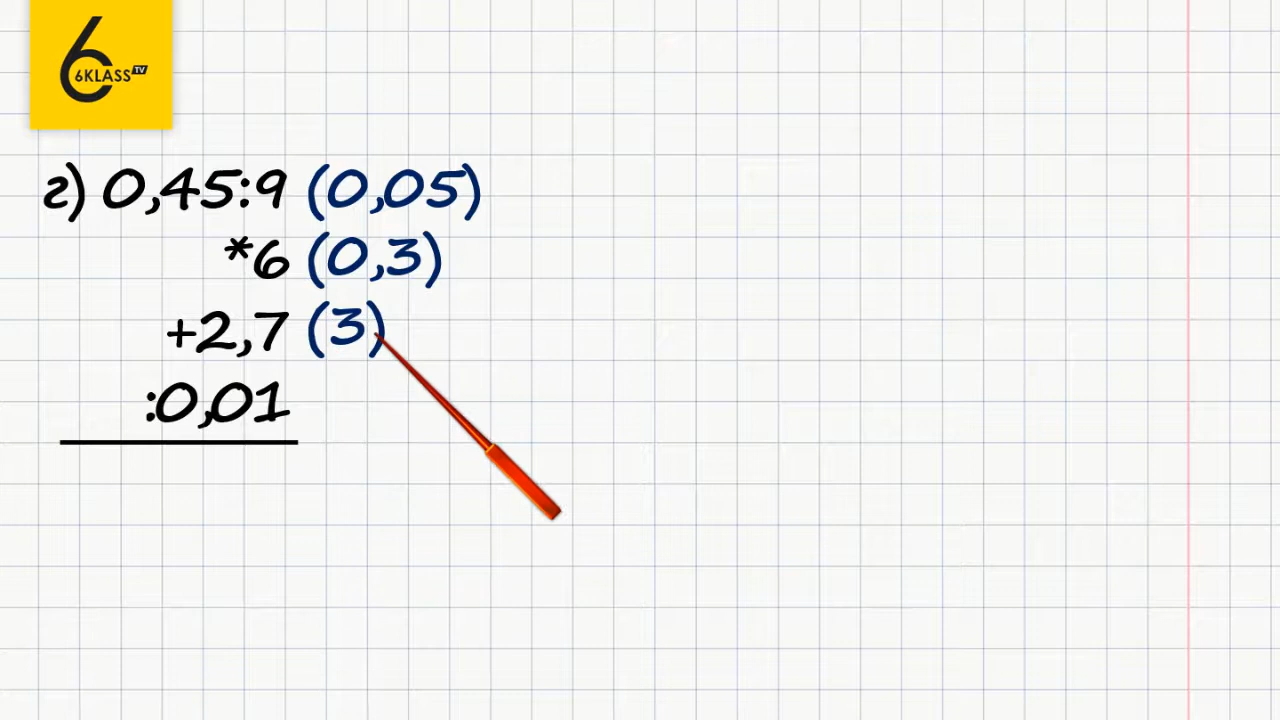 6KLASS TV
г) 0,45:9 (0,05)
*6 (0,3)
+2,7 (3)
:0,01